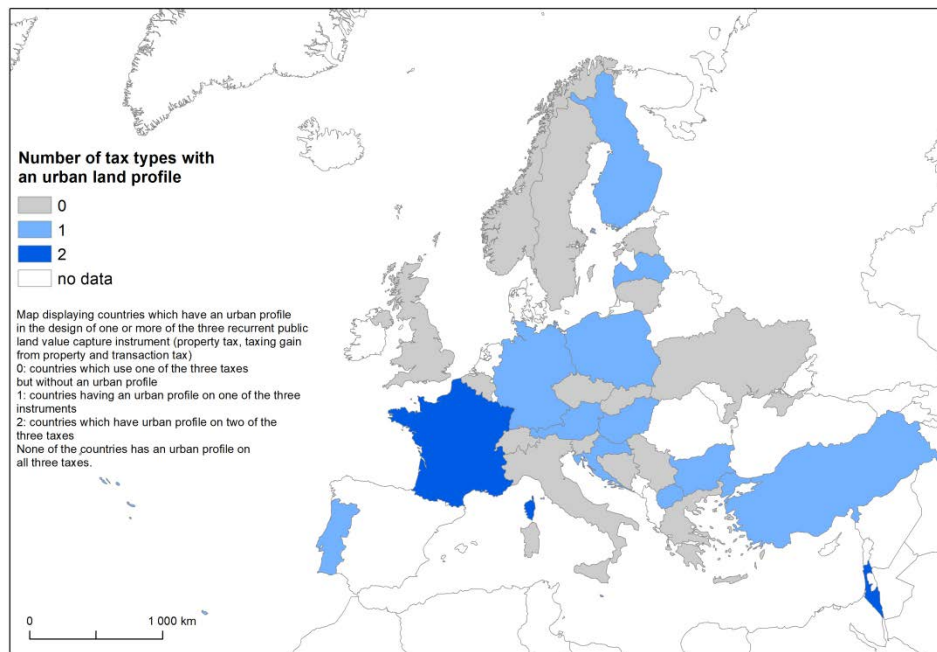 Number of tax types with
an urban land profile
0
1
2
no data
Map displaying countries which have an urban profile
in the design of one or more of the three recurrent public
land value capture instrument (property tax, taxing gain
from property and transaction tax)
0: countries which use one of the three taxes
but without an urban profile
1: countries having an urban profile on one of the three
instruments
2: countries which have urban profile on two of the
three taxes
None of the countries has an urban profile on
all three taxes.
0 1 000 km